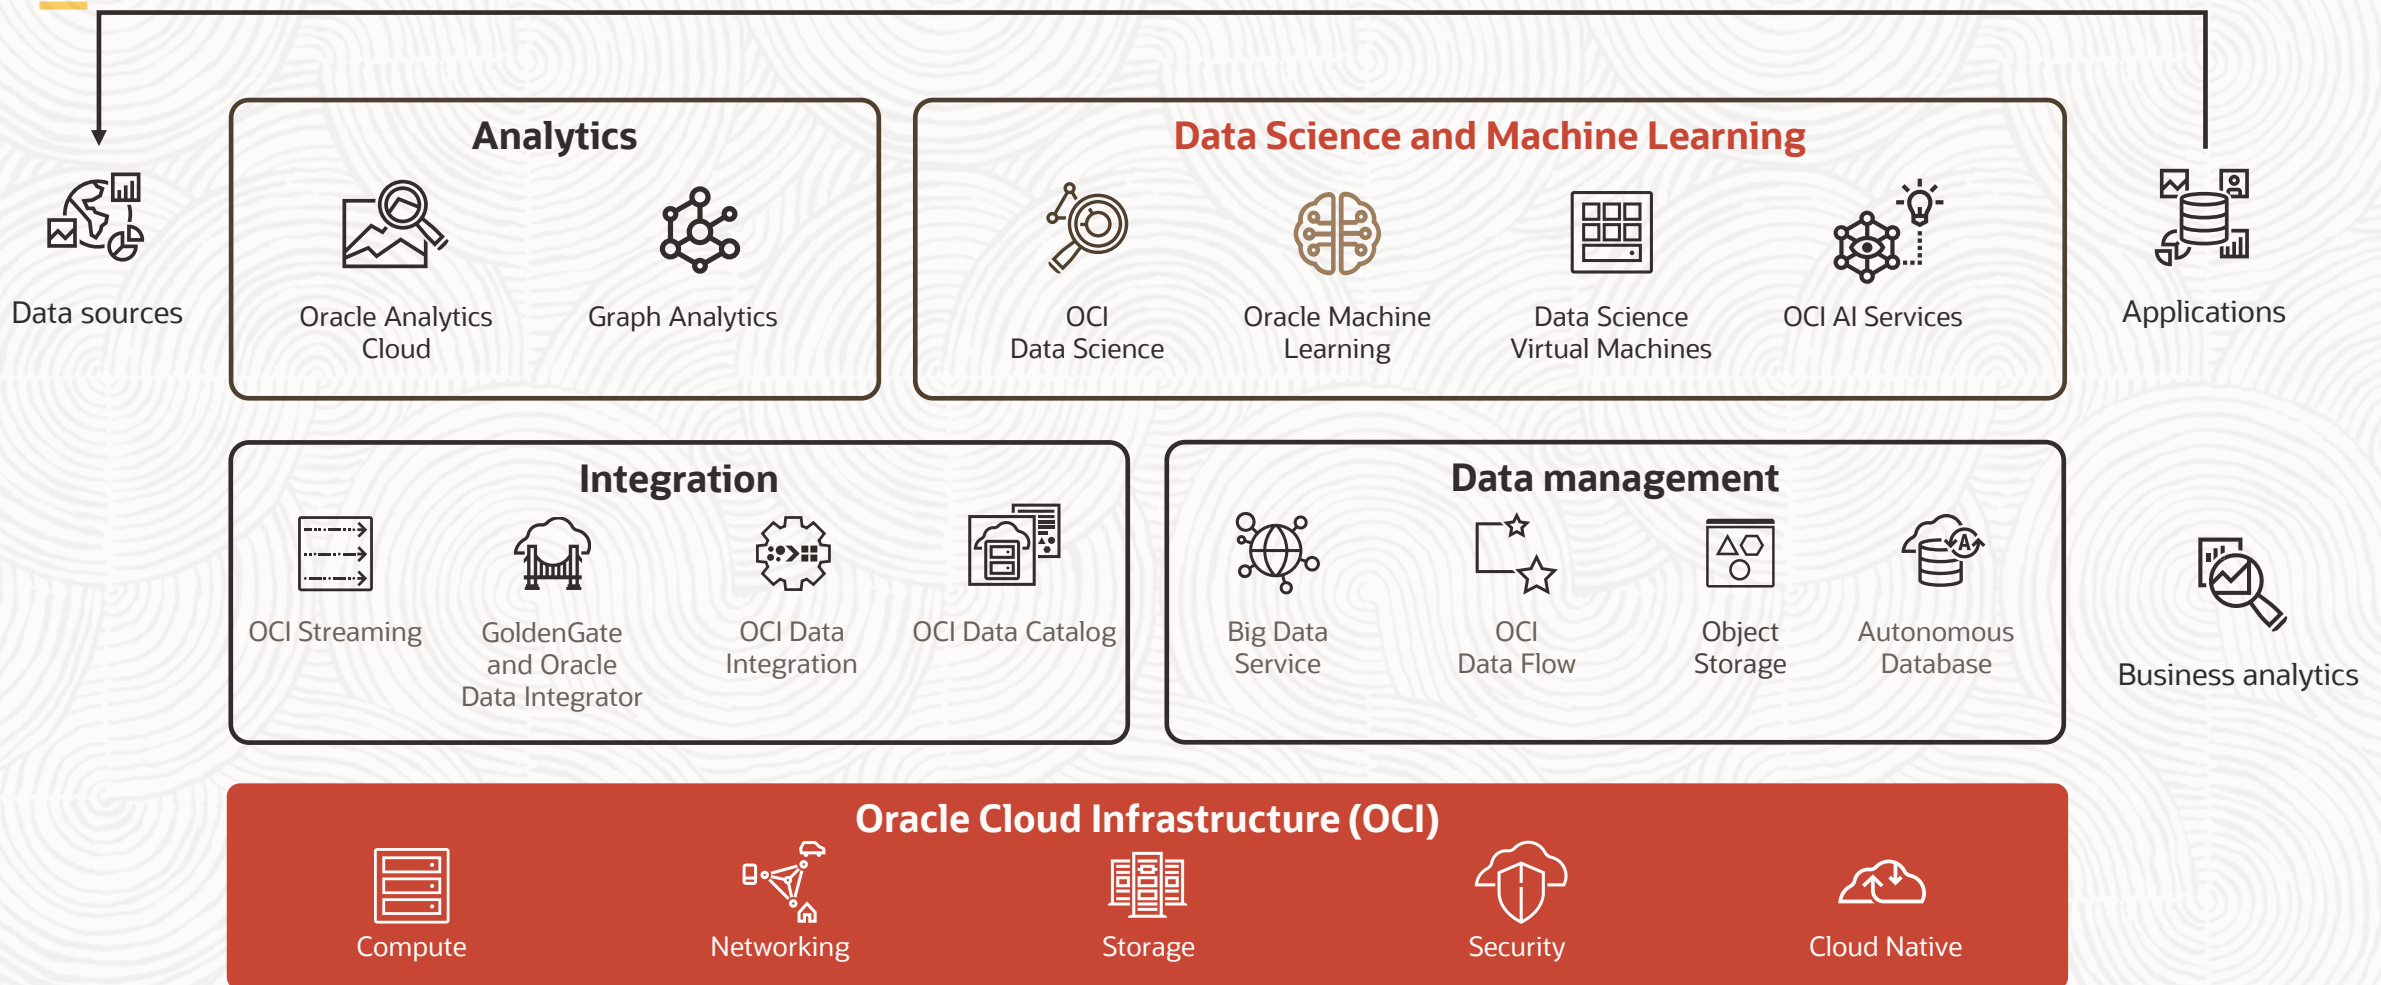 Analytics
Data Science and Machine Learning
Data sources
Oracle Analytics
Cloud
Graph Analytics
OCI
Data Science
Oracle Machine
Learning
Data Science
Virtual Machines
OCI AI Services
Applications
Integration
OCI Streaming
GoldenGate
and Oracle
Data Integrator
OCI Data
Integration
OCI Data Catalog
Data management
Big Data
Service
OCI
Data Flow
Object
Storage
A
Autonomous
Database
Business analytics
Oracle Cloud Infrastructure (OCI)
Compute
Networking
Storage
Security
Cloud Native